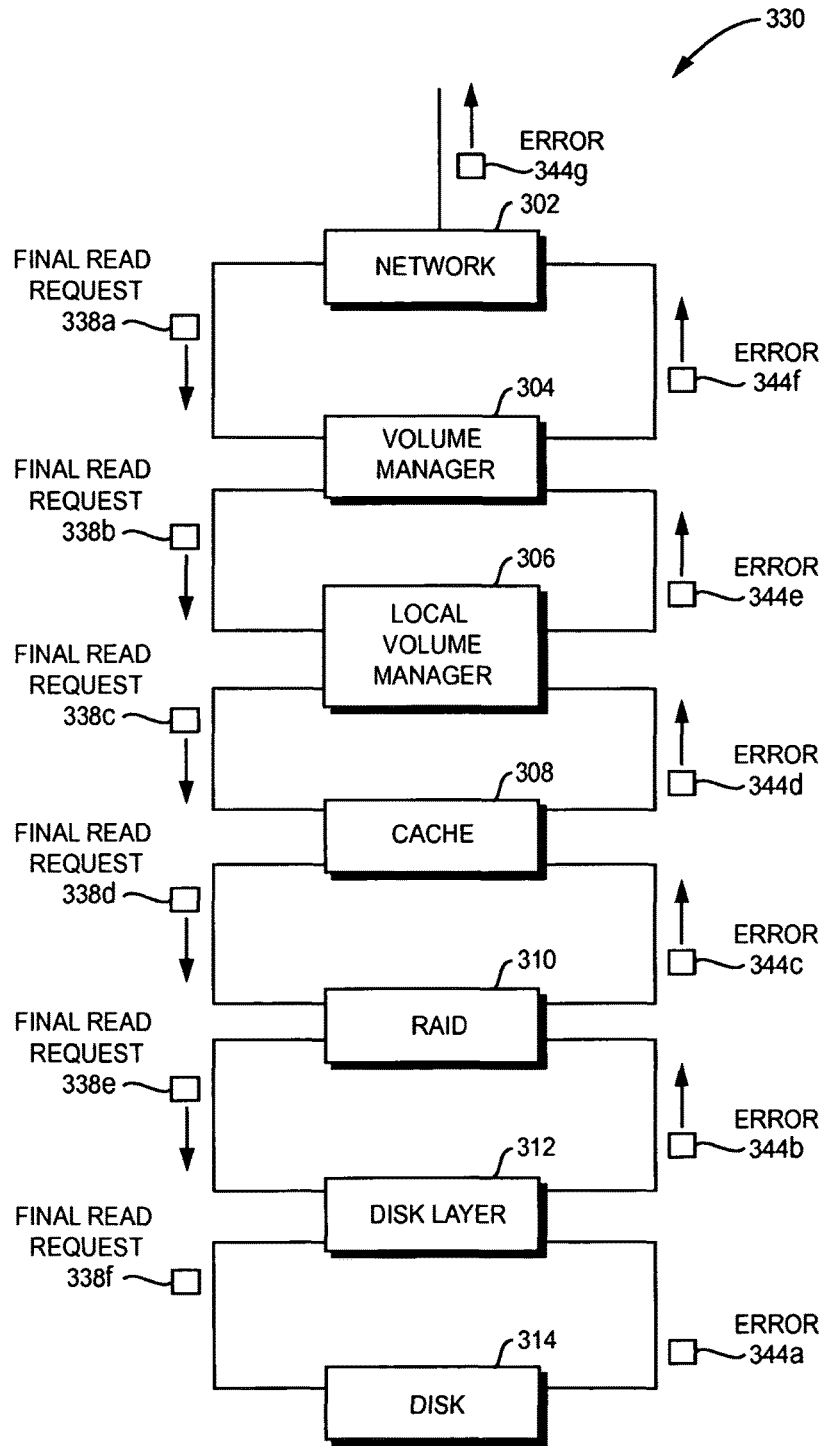 330
ERROR
344g
302
NETWORK
FINAL READ
REQUEST
338a
ERROR
344f
304
VOLUME
MANAGER
FINAL READ
REQUEST
338b
306
ERROR
344e
LOCAL
VOLUME
MANAGER
FINAL READ
REQUEST
338c
ERROR
344d
308
CACHE
FINAL READ
REQUEST
338d
ERROR
344c
310
RAID
FINAL READ
REQUEST
338e
ERROR
344b
312
DISK LAYER
FINAL READ
REQUEST
338f
ERROR
344a
314
DISK